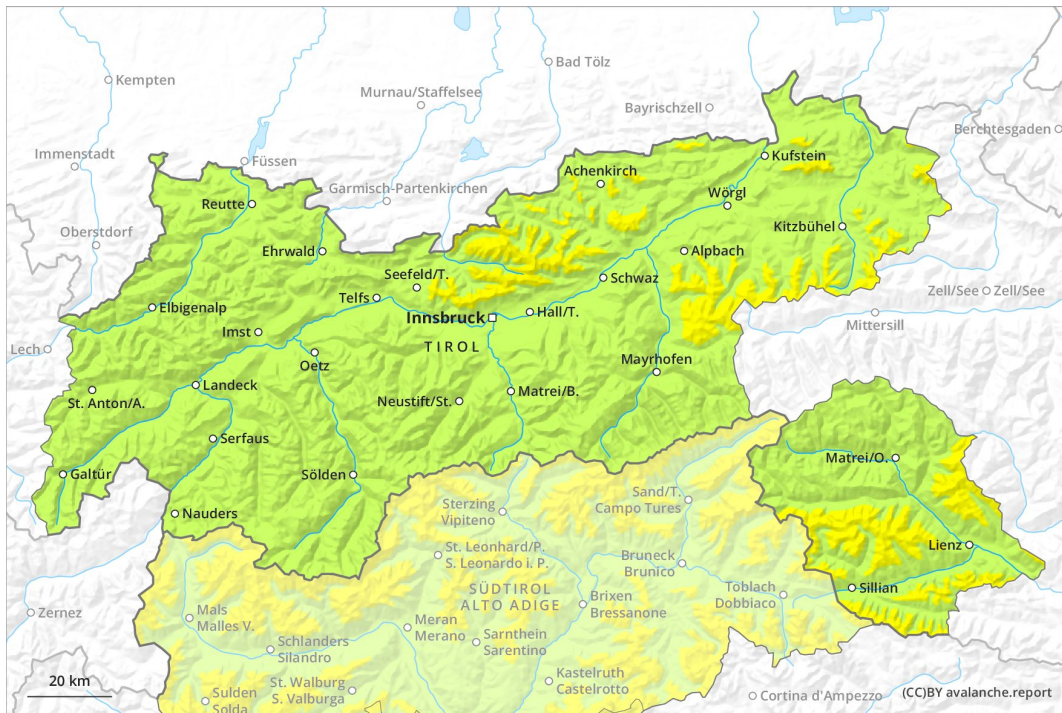 Kempten
Bad Tölz
Murnau/Staffelsee
Bayrischzell
Berchtesgaden
Immenstadt
Füssen
Kufstein
Achenkirch
Garmisch-Partenkirchen
Wörgl
Reutte
Oberstdorf
Kitzbühel
Ehrwald
Alpbach
Seefeld/T.
Schwaz
Zell/See
Zell/See
Telfs
Elbigenalp
Innsbruck
Hall/T.
Mittersill
Imst
Lech
TIROL
Oetz
Mayrhofen
Landeck
St. Anton/A.
Neustift/St.
Matrei/B.
Serfaus
Matrei/O.
Galtür
Sölden
Sand/T.
Campo Tures
Sterzing
Vipiteno
Nauders
Lienz
St. Leonhard/P.
S. Leonardo i. P.
Bruneck
Brunico
SÜDTIROL
ALTO ADIGE
Toblach
Dobbiaco
Sillian
Brixen
Bressanone
Zernez
Mals
Malles V.
Meran
Merano
Sarnthein
Sarentino
Schlanders
Silandro
Kastelruth
Castelrotto
20 km
St. Walburg
S. Valburga
Sulden
Solda
Cortina d'Ampezzo
(CC)BY avalanche.report